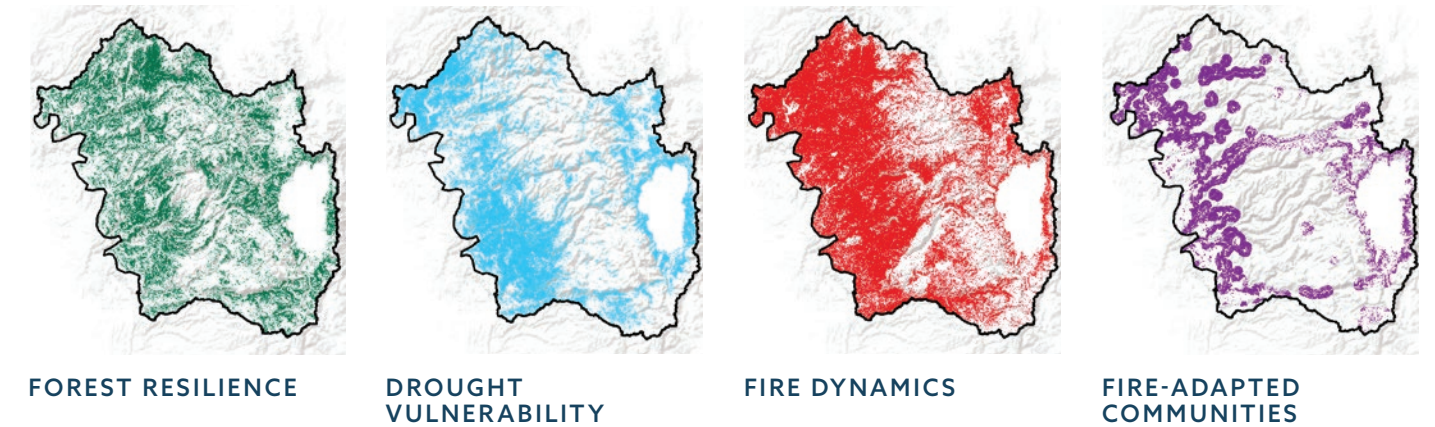 FOREST RESILIENCE
DROUGHT
VULNERABILITY
FIRE DYNAMICS
FIRE-ADAPTED
COMMUNITIES